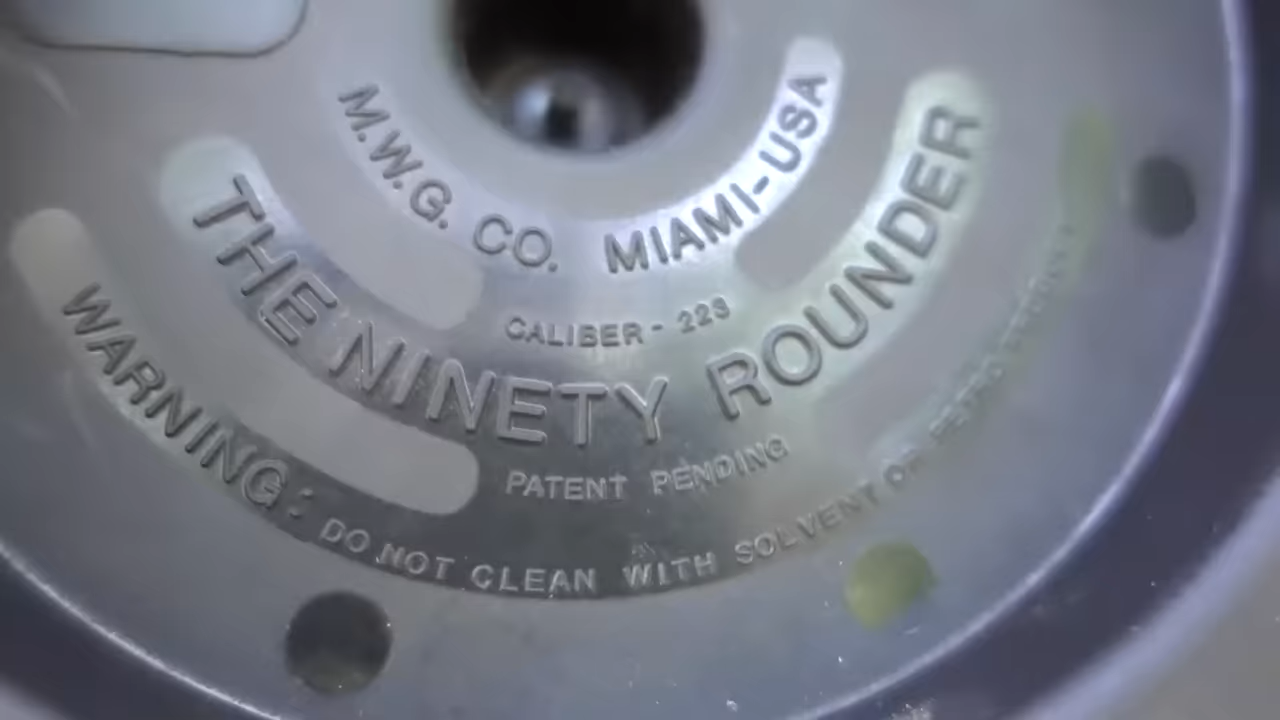 M.W.G. CO. MIAMI-USA
CALIBER - 223
THE NINETY ROUNDER
PATENT PENDING
WARNING: DO NOT CLEAN WITH SOLVENT OR